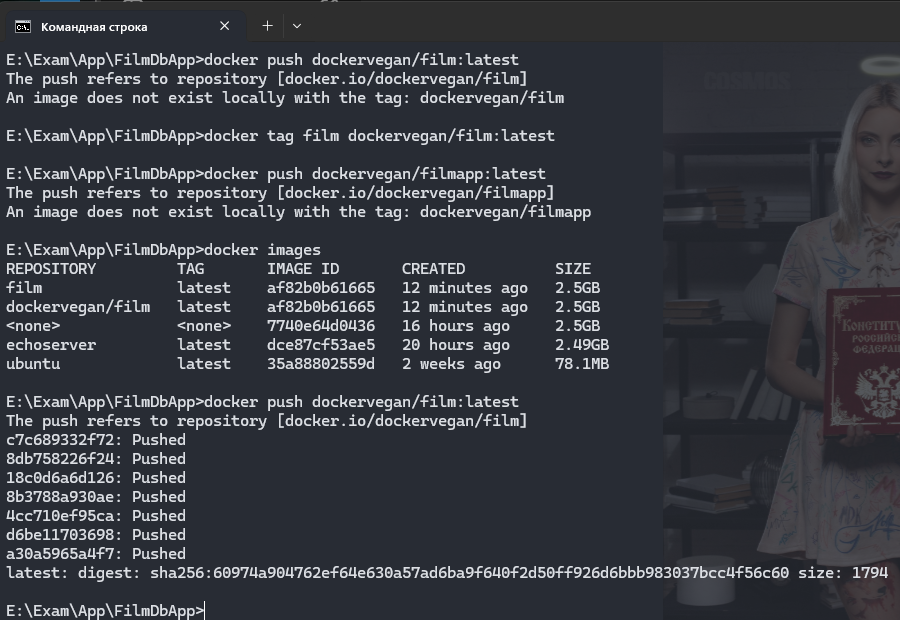 Командная строка
E:\Exam\App\FilmDbApp>docker push dockervegan/film:latest
The push refers to repository [docker.io/dockervegan/film]
An image does not exist locally with the tag: dockervegan/film
E:\Exam\App\FilmDbApp>docker tag film dockervegan/film:latest
E:\Exam\App\FilmDbApp>docker push dockervegan/filmapp:latest
The push refers to repository [docker.io/dockervegan/filmapp]
An image does not exist locally with the tag: dockervegan/filmapp
E:\Exam\App\FilmDbApp>docker images
REPOSITORY TAG IMAGE ID CREATED SIZE
film latest af82b0b61665 12 minutes ago 2.5GB
dockervegan/film latest af82b0b61665 12 minutes ago 2.5GB
<none> <none> 7740e64d0436 16 hours ago 2.5GB
echoserver latest dce87cf53ae5 20 hours ago 2.49GB
ubuntu latest 35a88802559d 2 weeks ago 78.1MB
E:\Exam\App\FilmDbApp>docker push dockervegan/film:latest
The push refers to repository [docker.io/dockervegan/film]
c7c689332f72: Pushed
8db758226f24: Pushed
18c0d6a6d126: Pushed
8b3788a930ae: Pushed
4cc710ef95ca: Pushed
d6be11703698: Pushed
a30a5965a4f7: Pushed
latest: digest: sha256:60974a904762ef64e630a57ad6ba9f640f2d50ff926d6bbb983037bcc4f56c60 size: 1794
E:\Exam\App\FilmDbApp>
COSMOS